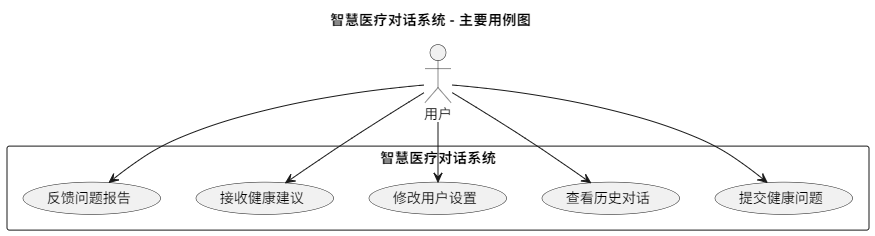 智慧医疗对话系统 - 主要用例图
用户
智慧医疗对话系统
反馈问题报告
接收健康建议
修改用户设置
查看历史对话
提交健康问题